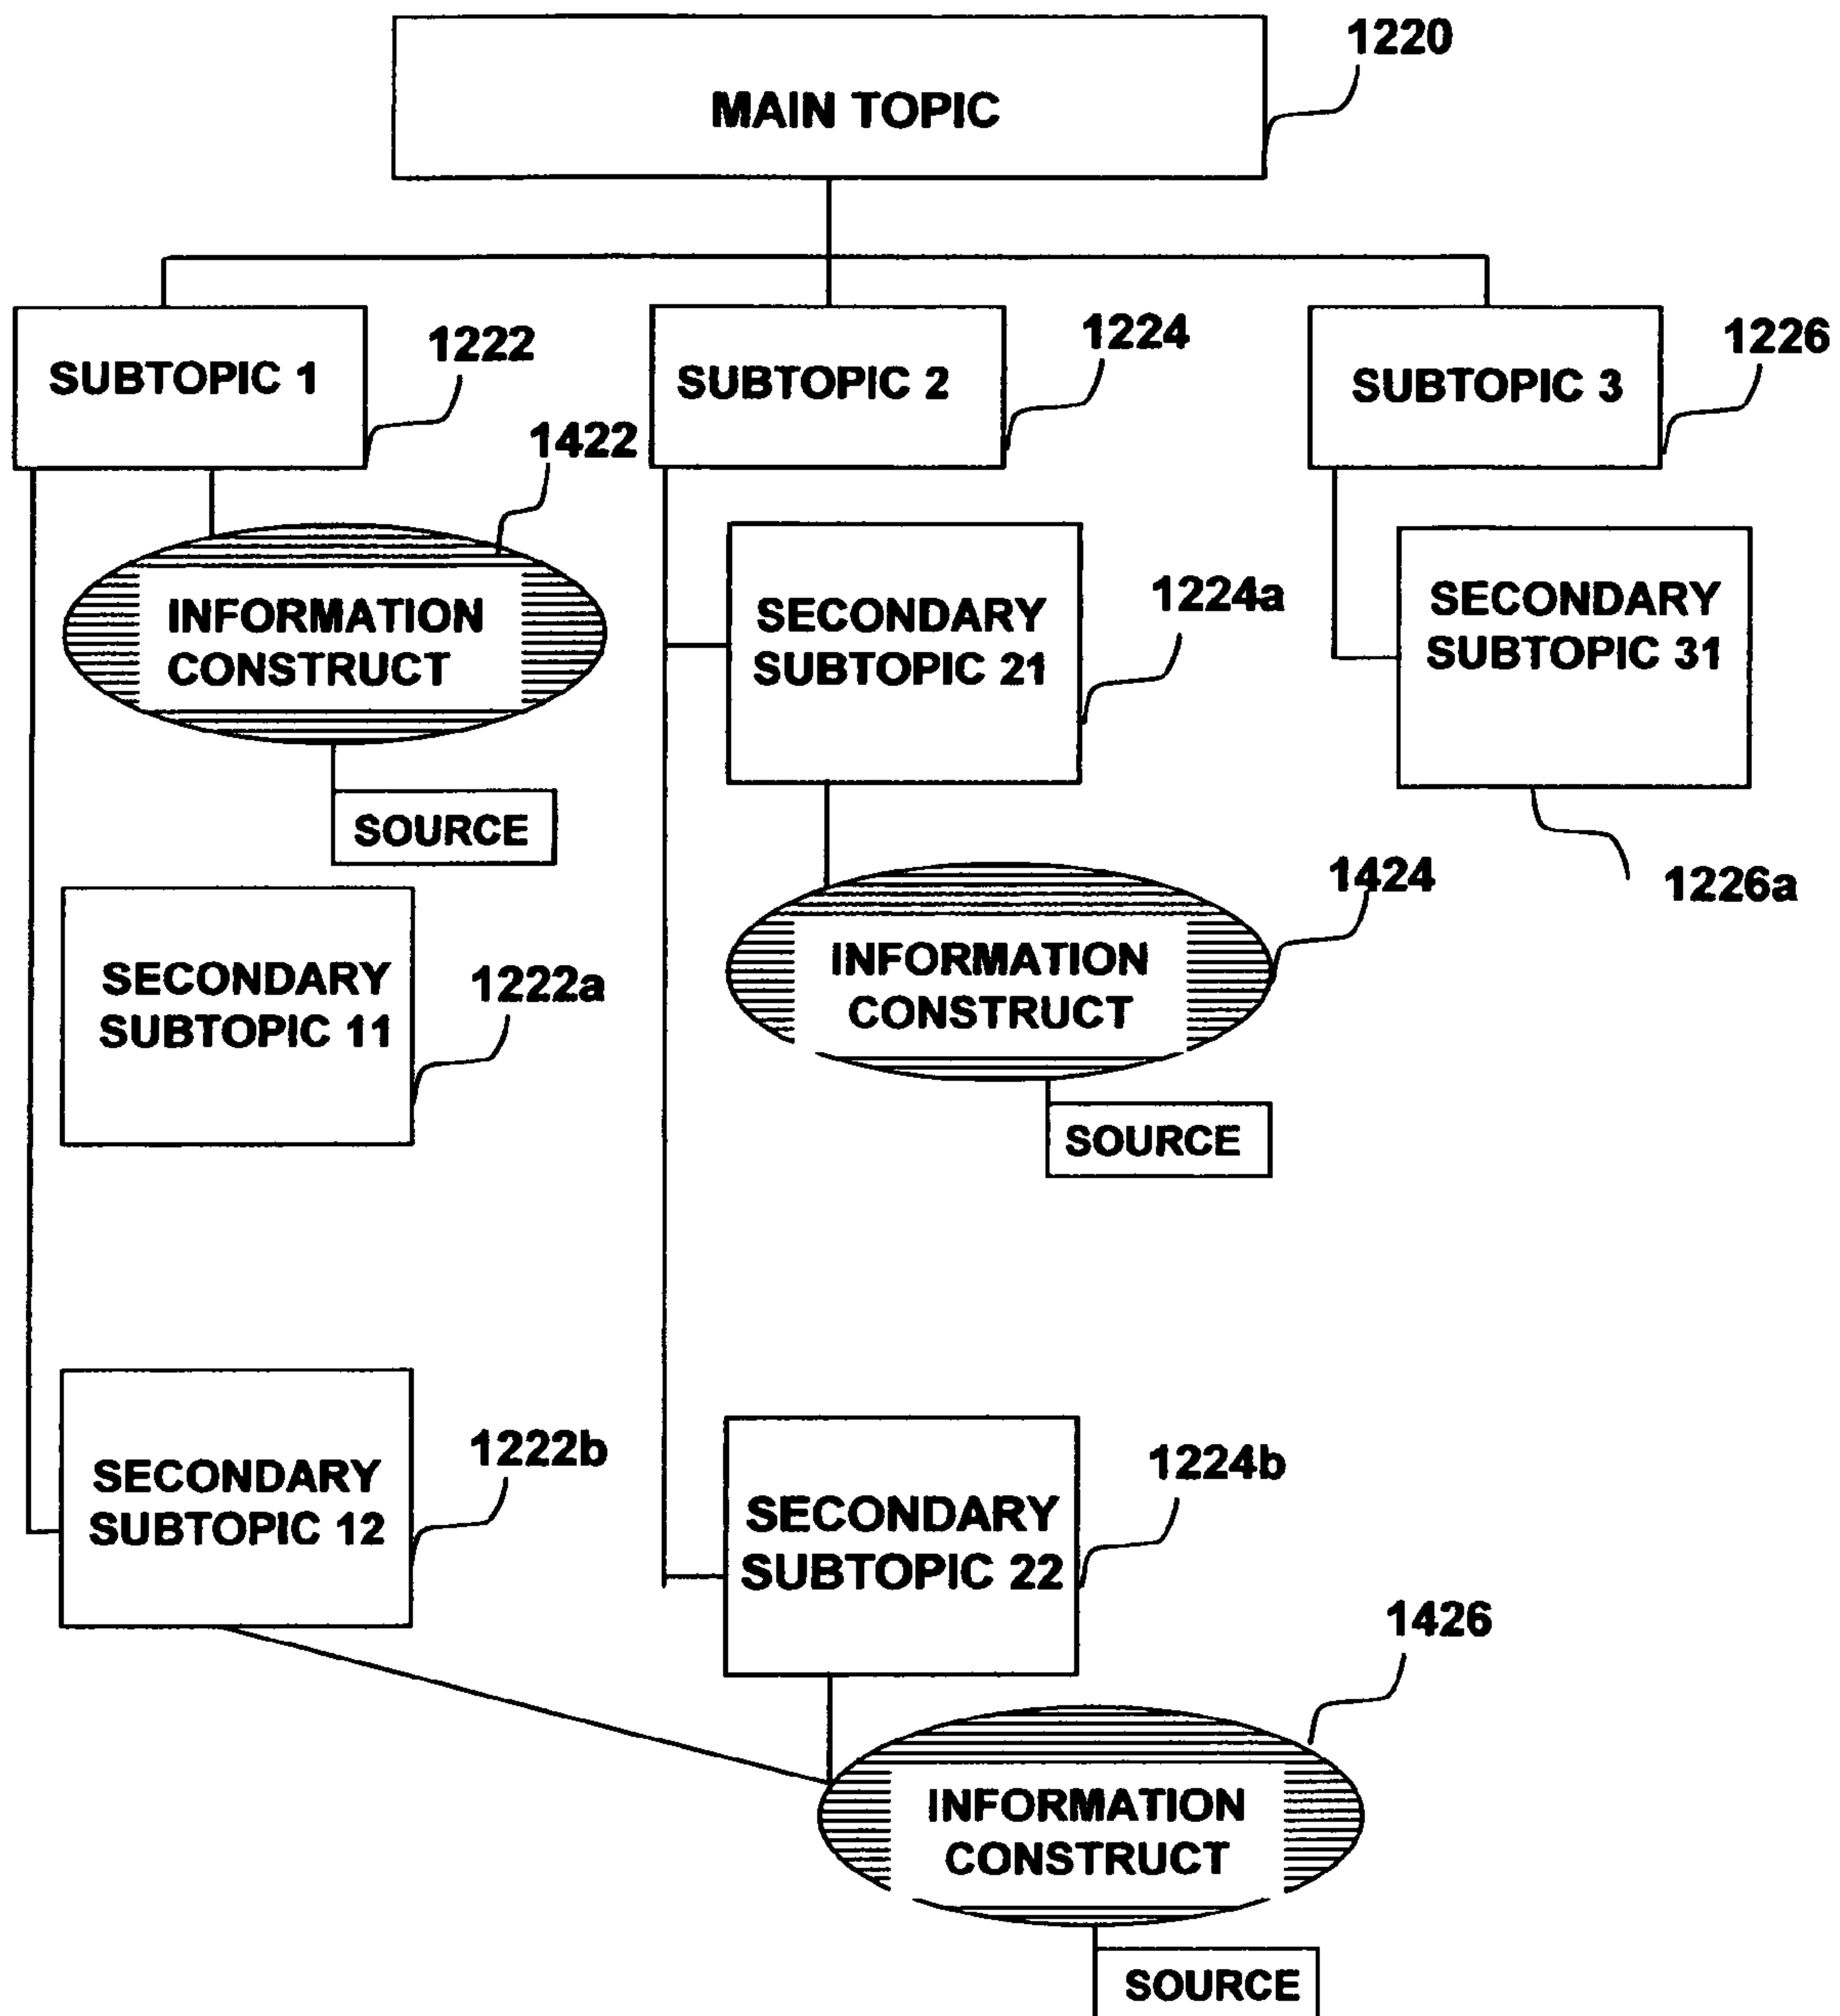 1220
MAIN TOPIC
SUBTOPIC 1
1222
SUBTOPIC 2
1224
SUBTOPIC 3
1226
1422
INFORMATION
CONSTRUCT
SOURCE
SECONDARY
SUBTOPIC 21
1224a
SECONDARY
SUBTOPIC 31
1226a
1424
INFORMATION
CONSTRUCT
SOURCE
SECONDARY
SUBTOPIC 11
1222a
SECONDARY
SUBTOPIC 12
1222b
SECONDARY
SUBTOPIC 22
1224b
1426
INFORMATION
CONSTRUCT
SOURCE